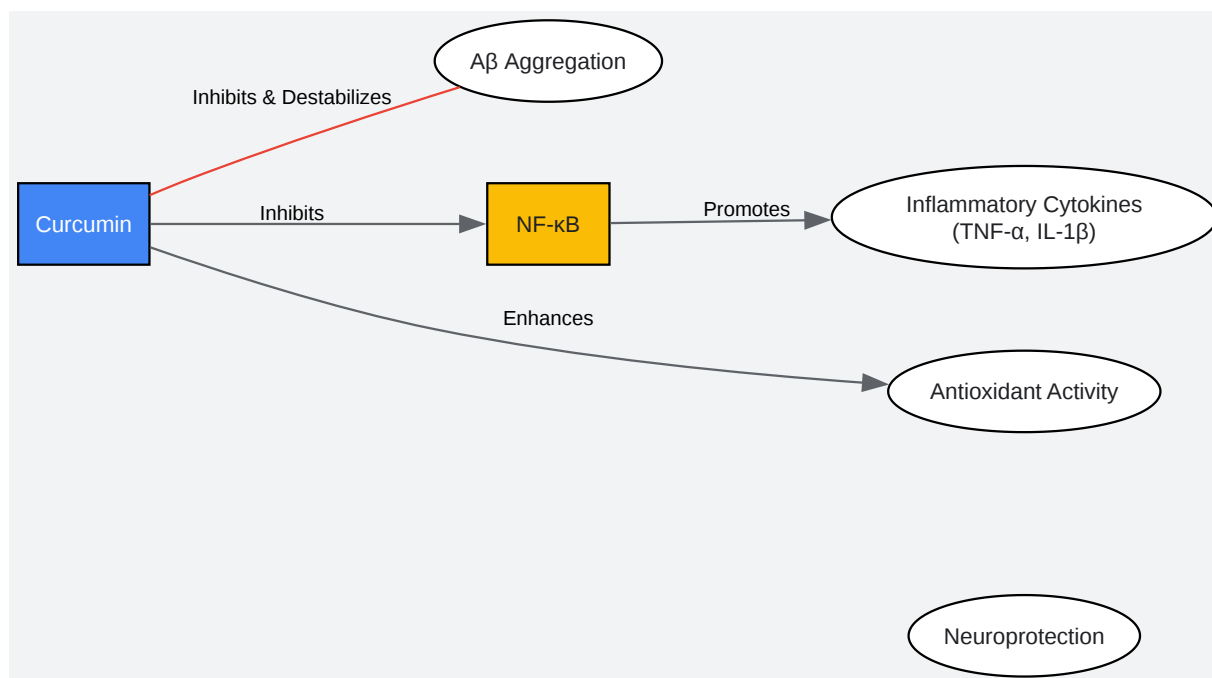 Aβ Aggregation
Inhibits & Destabilizes
Curcumin
Inhibits
NF-κB
Promotes
Inflammatory Cytokines
(TNF-α, IL-1β)
Enhances
Antioxidant Activity
Neuroprotection